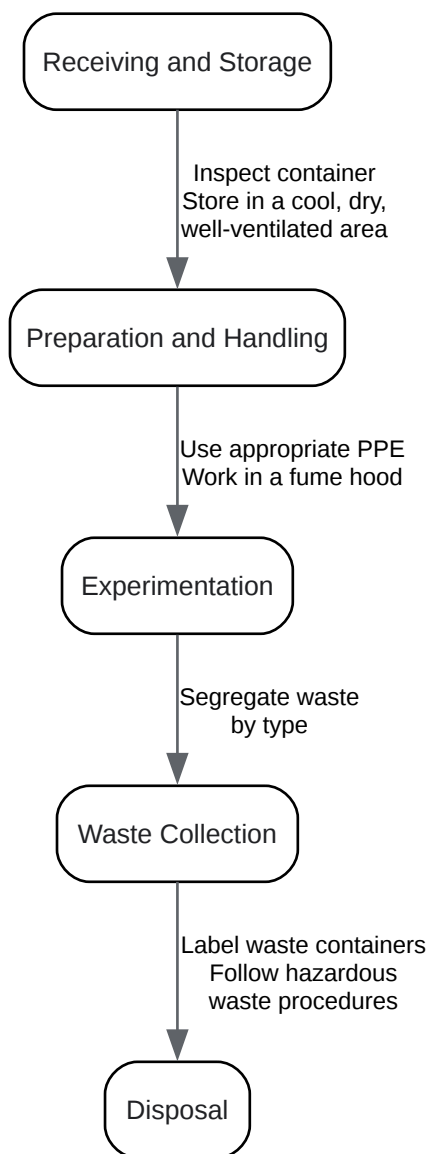 Receiving and Storage
Inspect container
Store in a cool, dry,
well-ventilated area
Preparation and Handling
Use appropriate PPE
Work in a fume hood
Experimentation
Segregate waste
by type
Waste Collection
Label waste containers
Follow hazardous
waste procedures
Disposal